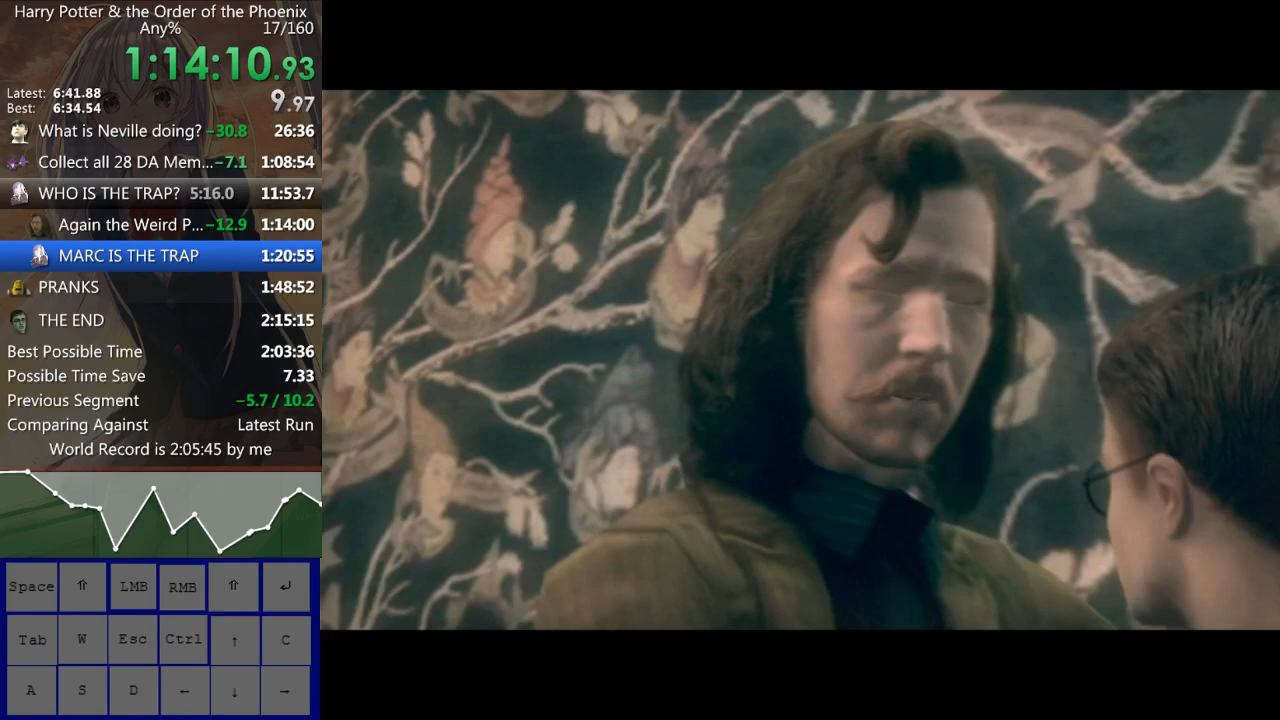 Harry Potter & the Order of the Phoenix
Any% 17/160
1:14:10.93
Latest: 6:41.88 9.97
Best: 6:34.54
What is Neville doing? −30.8 26:36
Collect all 28 DA Mem... −7.1 1:08:54
WHO IS THE TRAP? 5:16.0 11:53.7
Again the Weird P... −12.9 1:14:00
MARC IS THE TRAP 1:20:55
PRANKS 1:48:52
THE END 2:15:15
Best Possible Time 2:03:36
Possible Time Save 7.33
Previous Segment −5.7 / 10.2
Comparing Against Latest Run
World Record is 2:05:45 by me
Space ⇧ LMB RMB ⇧ ↵
Tab W Esc Ctrl ↑ C
A S D ← ↓ →